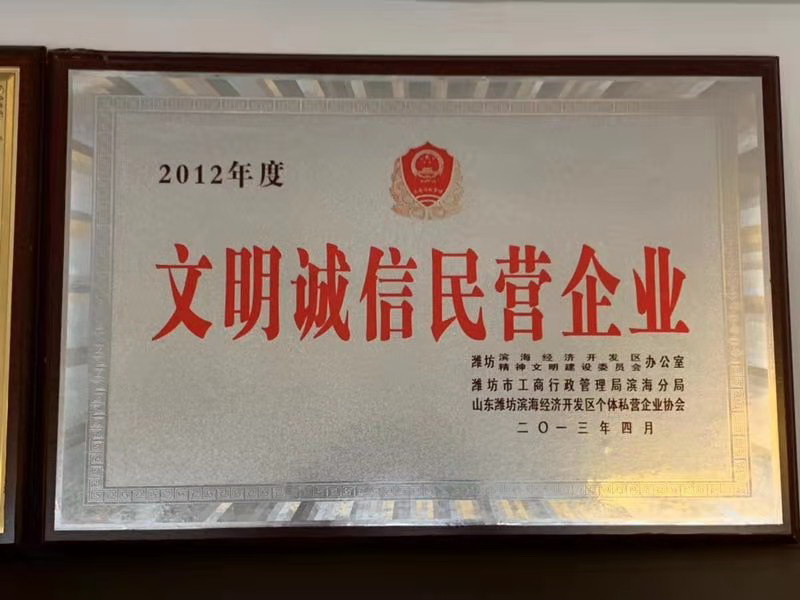 2012年度
文明诚信民营企业
潍坊 滨海经济开发区
精神文明建设委员会 办公室
潍坊市工商行政管理局滨海分局
山东潍坊滨海经济开发区个体私营企业协会
二〇一三年四月